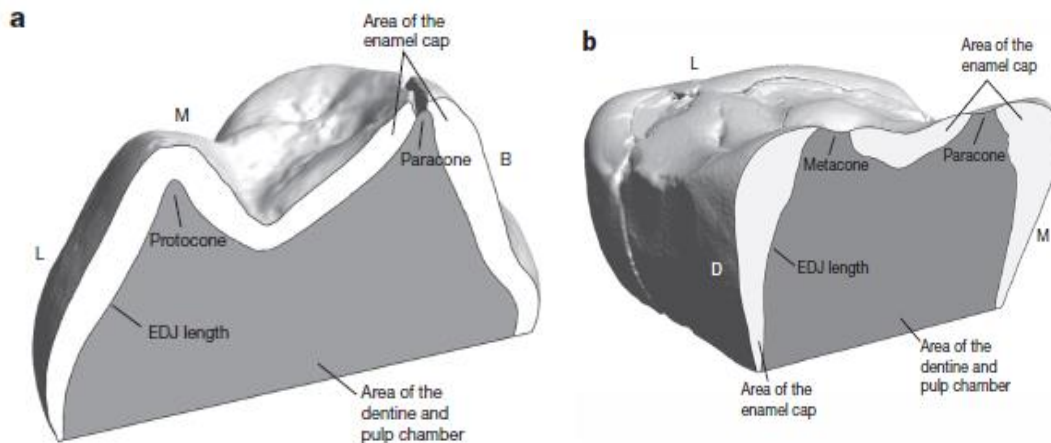 a
Area of the
enamel cap
M
Paracone
B
Protocone
L
EDJ length
Area of the
dentine and
pulp chamber
b
Area of the
enamel cap
L
Metacone
Paracone
M
D
EDJ length
Area of the
enamel cap
Area of the
dentine and
pulp chamber